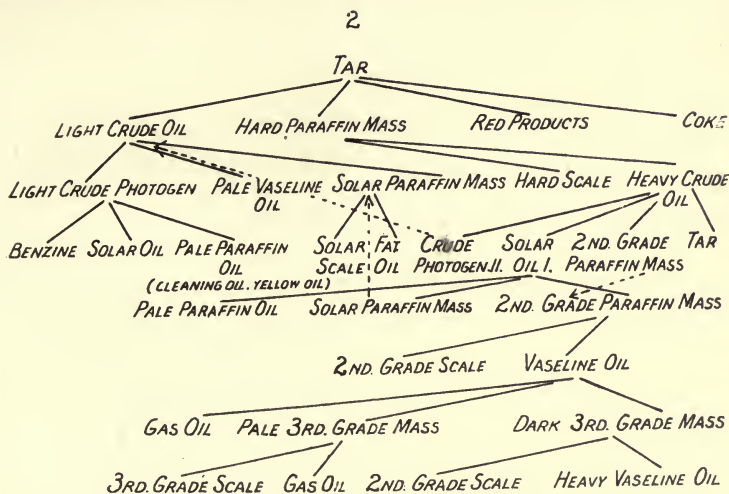 2
TAR
LIGHT CRUDE OIL HARD PARAFFIN MASS RED PRODUCTS COKE
LIGHT CRUDE PHOTOGEN PALE VASELINE OIL SOLAR PARAFFIN MASS HARD SCALE HEAVY CRUDE OIL
BENZINE SOLAR OIL PALE PARAFFIN OIL SOLAR SCALE FAT OIL CRUDE PHOTOGEN II. SOLAR OIL I. 2ND. GRADE PARAFFIN MASS TAR
(CLEANING OIL. YELLOW OIL)
PALE PARAFFIN OIL SOLAR PARAFFIN MASS 2ND. GRADE PARAFFIN MASS
2ND. GRADE SCALE VASELINE OIL
GAS OIL PALE 3RD. GRADE MASS DARK 3RD. GRADE MASS
3RD. GRADE SCALE GAS OIL 2ND. GRADE SCALE HEAVY VASELINE OIL